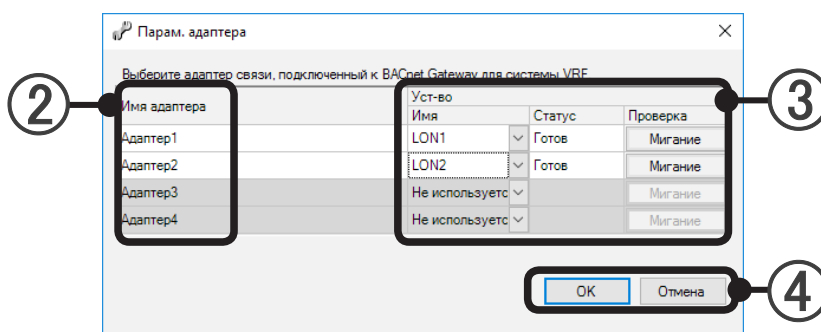 Парам. адаптера
Выберите адаптер связи, подключенный к BACnet Gateway для системы VRF
② ③
Имя адаптера Уст-во
Имя Статус Проверка
Адаптер1 LON1 Готов Мигание
Адаптер2 LON2 Готов Мигание
Адаптер3 Не используетс Мигание
Адаптер4 Не используетс Мигание
OK Отмена ④